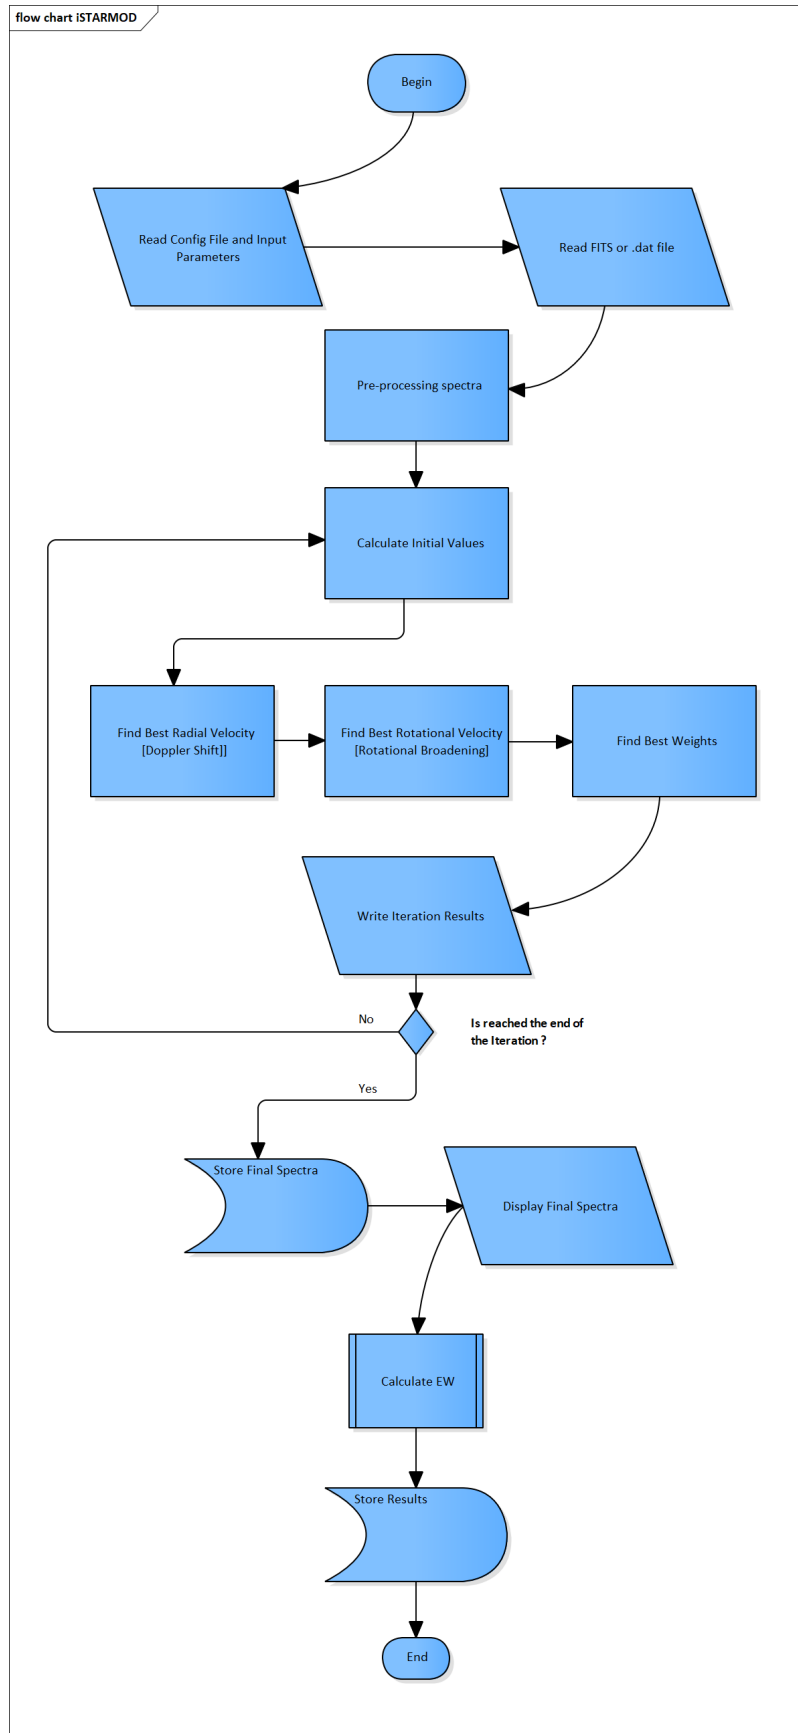 flow chart iSTARMOD
Begin
Read Config File and Input
Parameters
Read FITS or .dat file
Pre-processing spectra
Calculate Initial Values
Find Best Radial Velocity
[Doppler Shift]]
Find Best Rotational Velocity
[Rotational Broadening]
Find Best Weights
Write Iteration Results
No
Is reached the end of
the Iteration ?
Yes
Store Final Spectra
Display Final Spectra
Calculate EW
Store Results
End